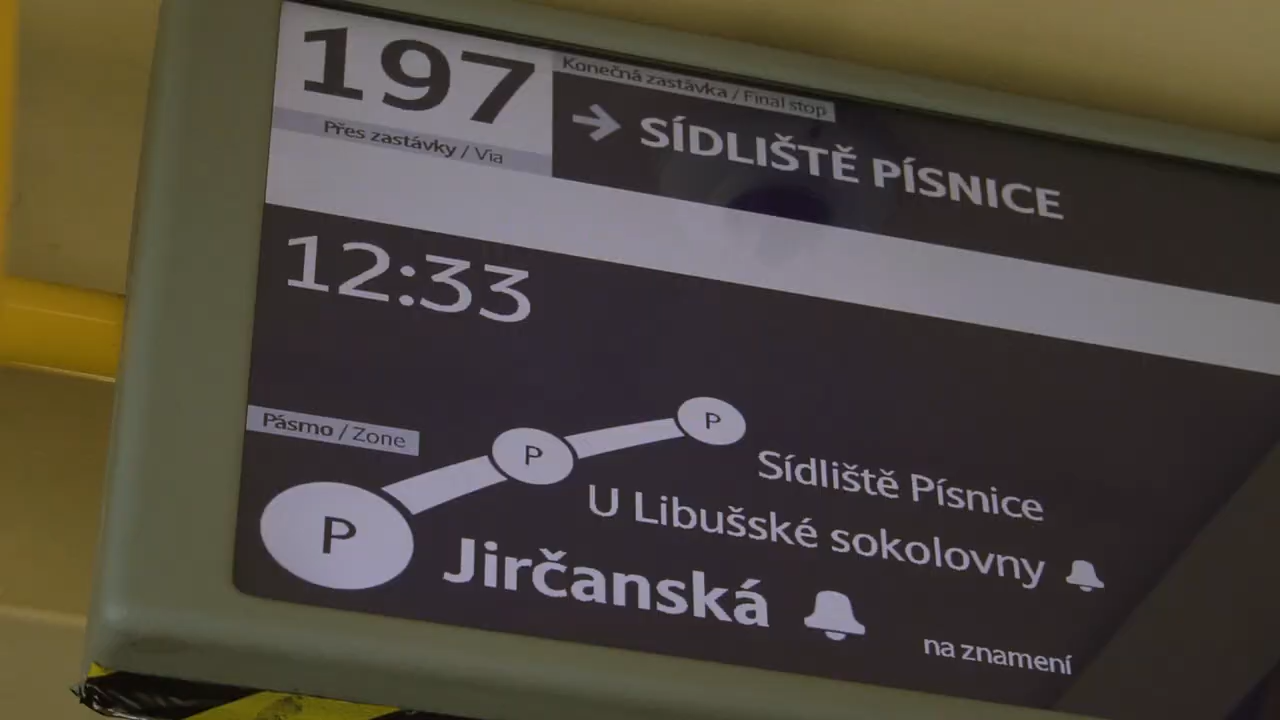 197
Konečná zastávka / Final stop
→ SÍDLIŠTĚ PÍSNICE
Přes zastávky / Via
12:33
Pásmo / Zone
P
Sídliště Písnice
P
U Libušské sokolovny
P
Jirčanská
na znamení